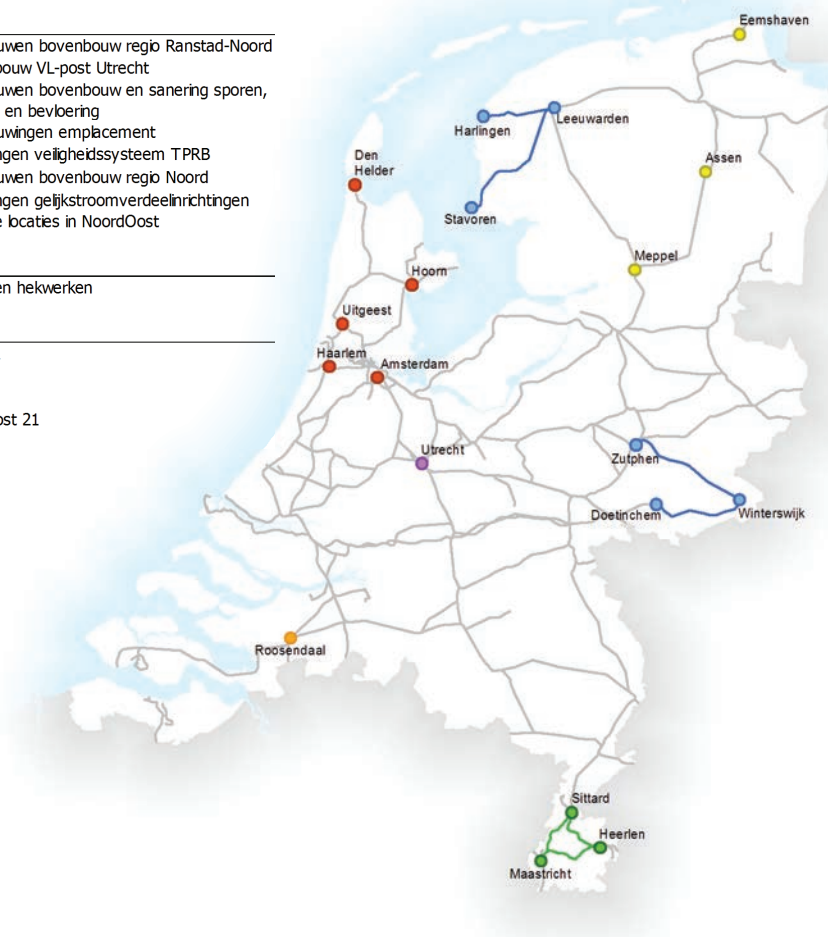 uwen bovenbouw regio Ranstad-Noord
bouw VL-post Utrecht
uwen bovenbouw en sanering sporen,
en bevloering
uwingen emplacement
ngen veiligheidssysteem TPRB
uwen bovenbouw regio Noord
ngen gelijkstroomverdeelinrichtingen
e locaties in NoordOost
en hekwerken
ost 21
Eemshaven
Leeuwarden
Harlingen
Den
Helder
Assen
Stavoren
Meppel
Hoorn
Uitgeest
Haarlem
Amsterdam
Utrecht
Zutphen
Doetinchem
Winterswijk
Roosendaal
Sittard
Heerlen
Maastricht